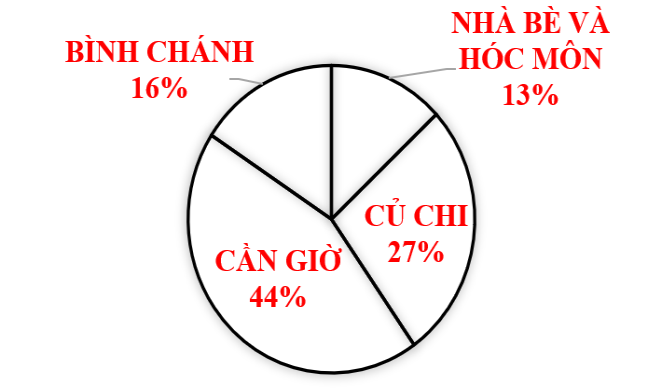 BÌNH CHÁNH
16%
NHÀ BÈ VÀ
HÓC MÔN
13%
CỦ CHI
27%
CẦN GIỜ
44%